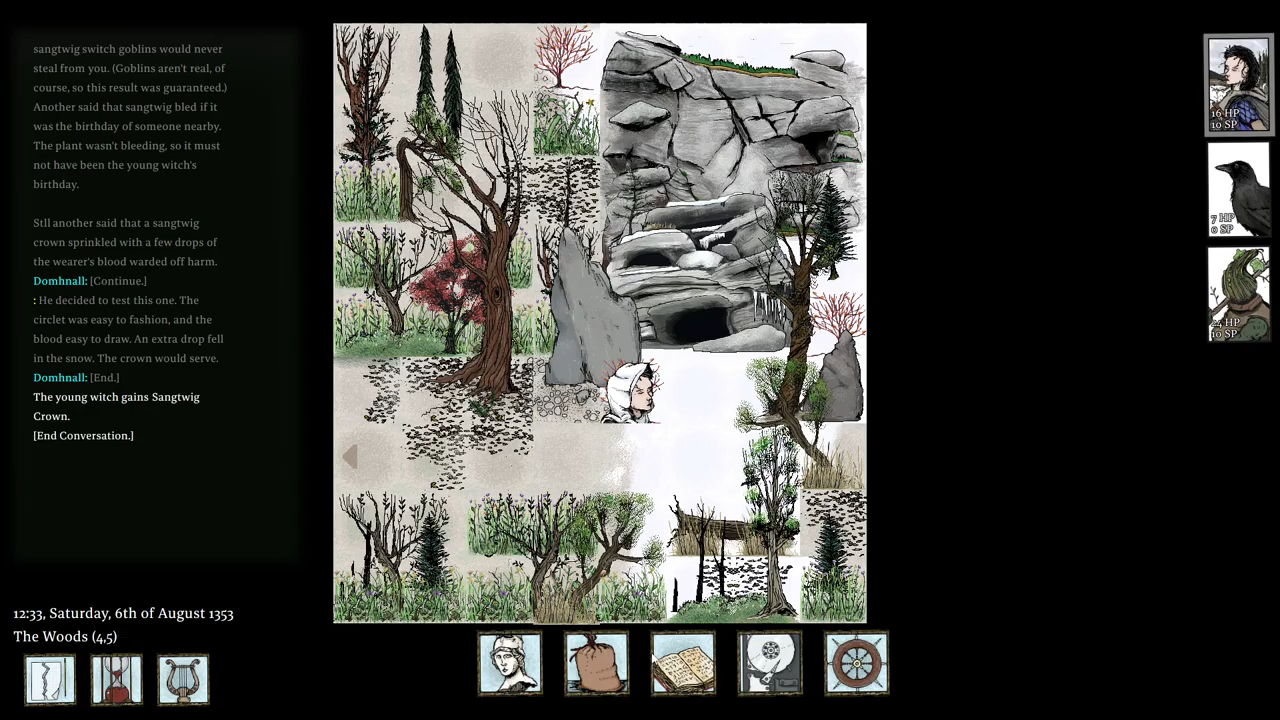 sangtwig switch goblins would never
steal from you. (Goblins aren't real, of
course, so this result was guaranteed.)
Another said that sangtwig bled if it
was the birthday of someone nearby.
The plant wasn't bleeding, so it must
not have been the young witch's
birthday.
Stll another said that a sangtwig
crown sprinkled with a few drops of
the wearer's blood warded off harm.
Domhnall: [Continue.]
: He decided to test this one. The
circlet was easy to fashion, and the
blood easy to draw. An extra drop fell
in the snow. The crown would serve.
Domhnall: [End.]
The young witch gains Sangtwig
Crown.
[End Conversation.]
12:33, Saturday, 6th of August 1353
The Woods (4,5)
16 HP
10 SP
7 HP
0 SP
HP
10 SP